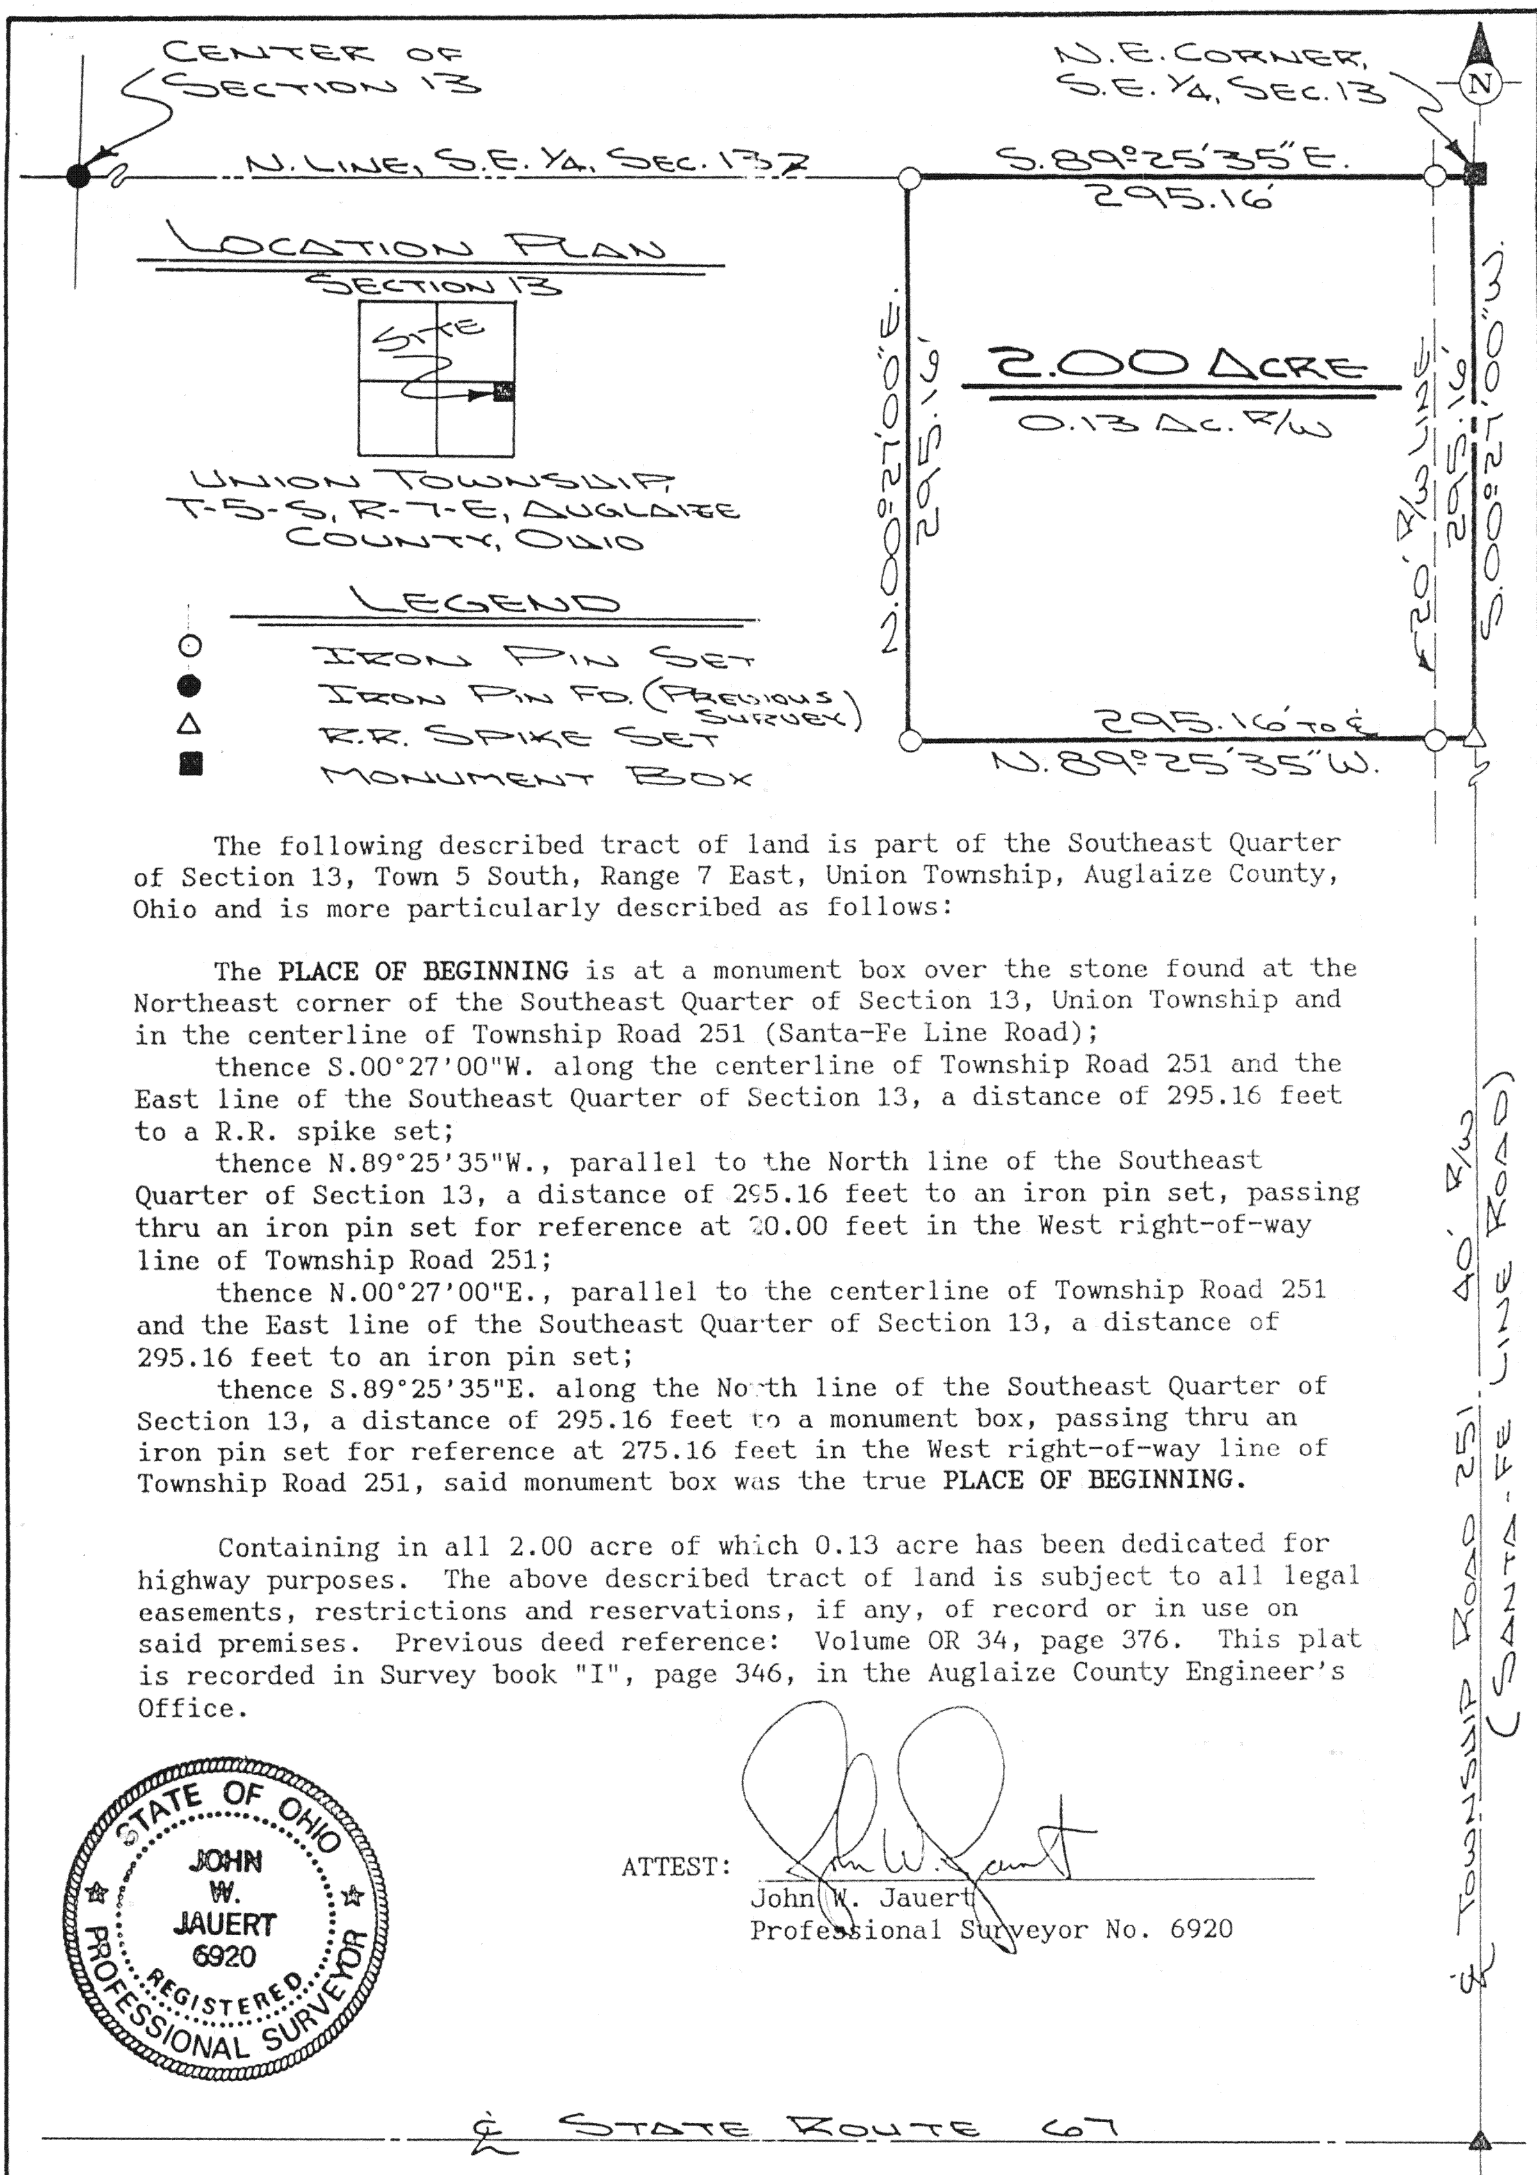 CENTER OF
SECTION 13
N.E. CORNER,
S.E. ¼, SEC. 13
N
N. LINE, S.E. ¼, SEC. 13
S. 89°25'35" E.
295.16'
LOCATION PLAN
SECTION 13
SITE
UNION TOWNSHIP,
T-5-S, R-7-E, AUGLAIZE
COUNTY, OHIO
N. 00°27'00" E.
295.16'
2.00 ACRE
0.13 AC. R/W
20' R/W LINE
295.16'
S. 00°27'00" W.
295.16' TO ℄
N. 89°25'35" W.
LEGEND
IRON PIN SET
IRON PIN FD. (PREVIOUS
SURVEY)
R.R. SPIKE SET
MONUMENT BOX
The following described tract of land is part of the Southeast Quarter
of Section 13, Town 5 South, Range 7 East, Union Township, Auglaize County,
Ohio and is more particularly described as follows:
The PLACE OF BEGINNING is at a monument box over the stone found at the
Northeast corner of the Southeast Quarter of Section 13, Union Township and
in the centerline of Township Road 251 (Santa-Fe Line Road);
thence S.00°27'00"W. along the centerline of Township Road 251 and the
East line of the Southeast Quarter of Section 13, a distance of 295.16 feet
to a R.R. spike set;
thence N.89°25'35"W., parallel to the North line of the Southeast
Quarter of Section 13, a distance of 295.16 feet to an iron pin set, passing
thru an iron pin set for reference at 20.00 feet in the West right-of-way
line of Township Road 251;
thence N.00°27'00"E., parallel to the centerline of Township Road 251
and the East line of the Southeast Quarter of Section 13, a distance of
295.16 feet to an iron pin set;
thence S.89°25'35"E. along the North line of the Southeast Quarter of
Section 13, a distance of 295.16 feet to a monument box, passing thru an
iron pin set for reference at 275.16 feet in the West right-of-way line of
Township Road 251, said monument box was the true PLACE OF BEGINNING.
Containing in all 2.00 acre of which 0.13 acre has been dedicated for
highway purposes. The above described tract of land is subject to all legal
easements, restrictions and reservations, if any, of record or in use on
said premises. Previous deed reference: Volume OR 34, page 376. This plat
is recorded in Survey book "I", page 346, in the Auglaize County Engineer's
Office.
℄ TOWNSHIP ROAD 251 40' R/W
(SANTA-FE LINE ROAD)
STATE OF OHIO
JOHN
W.
JAUERT
6920
REGISTERED
PROFESSIONAL SURVEYOR
ATTEST: John W. Jauert
John W. Jauert
Professional Surveyor No. 6920
℄ STATE ROUTE 67